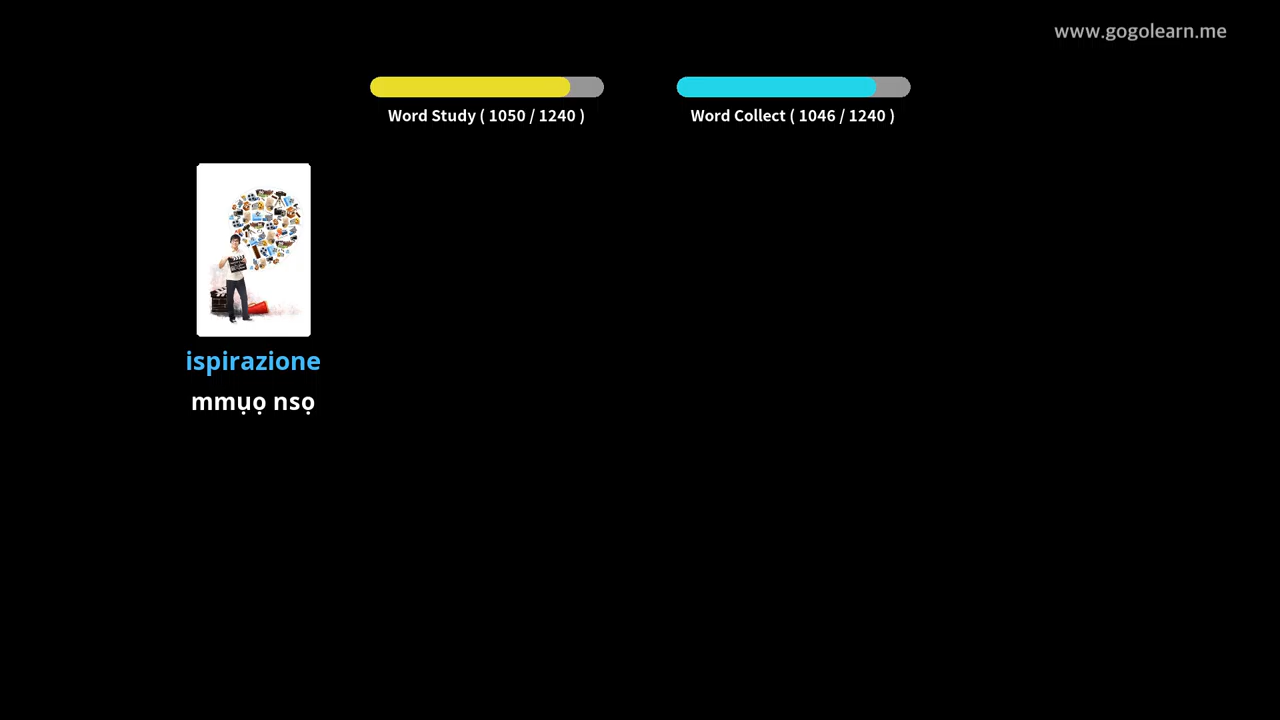 www.gogolearn.me
Word Study ( 1050 / 1240 )
Word Collect ( 1046 / 1240 )
ispirazione
mmụọ nsọ